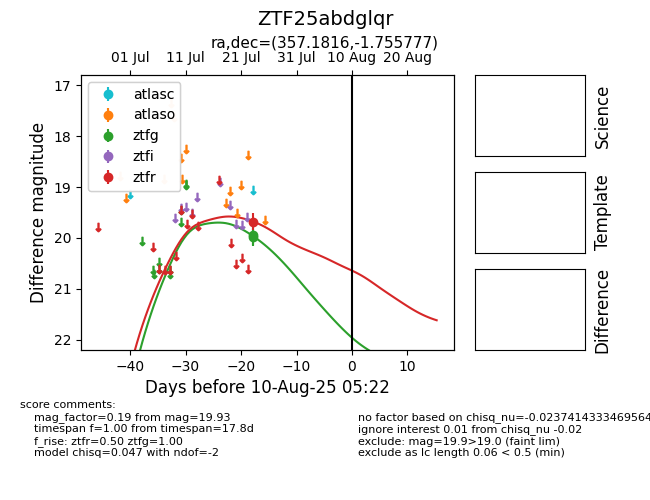 ZTF25abdglqr
ra,dec=(357.1816,-1.755777)
01 Jul 11 Jul 21 Jul 31 Jul 10 Aug 20 Aug
17
18
19
20
21
22
Difference magnitude
atlasc
atlaso
ztfg
ztfi
ztfr
−40 −30 −20 −10 0 10
Days before 10-Aug-25 05:22
Science
Template
Difference
score comments:
mag_factor=0.19 from mag=19.93
timespan f=1.00 from timespan=17.8d
f_rise: ztfr=0.50 ztfg=1.00
model chisq=0.047 with ndof=-2
no factor based on chisq_nu=-0.0237414333469564
ignore interest 0.01 from chisq_nu -0.02
exclude: mag=19.9>19.0 (faint lim)
exclude as lc length 0.06 < 0.5 (min)